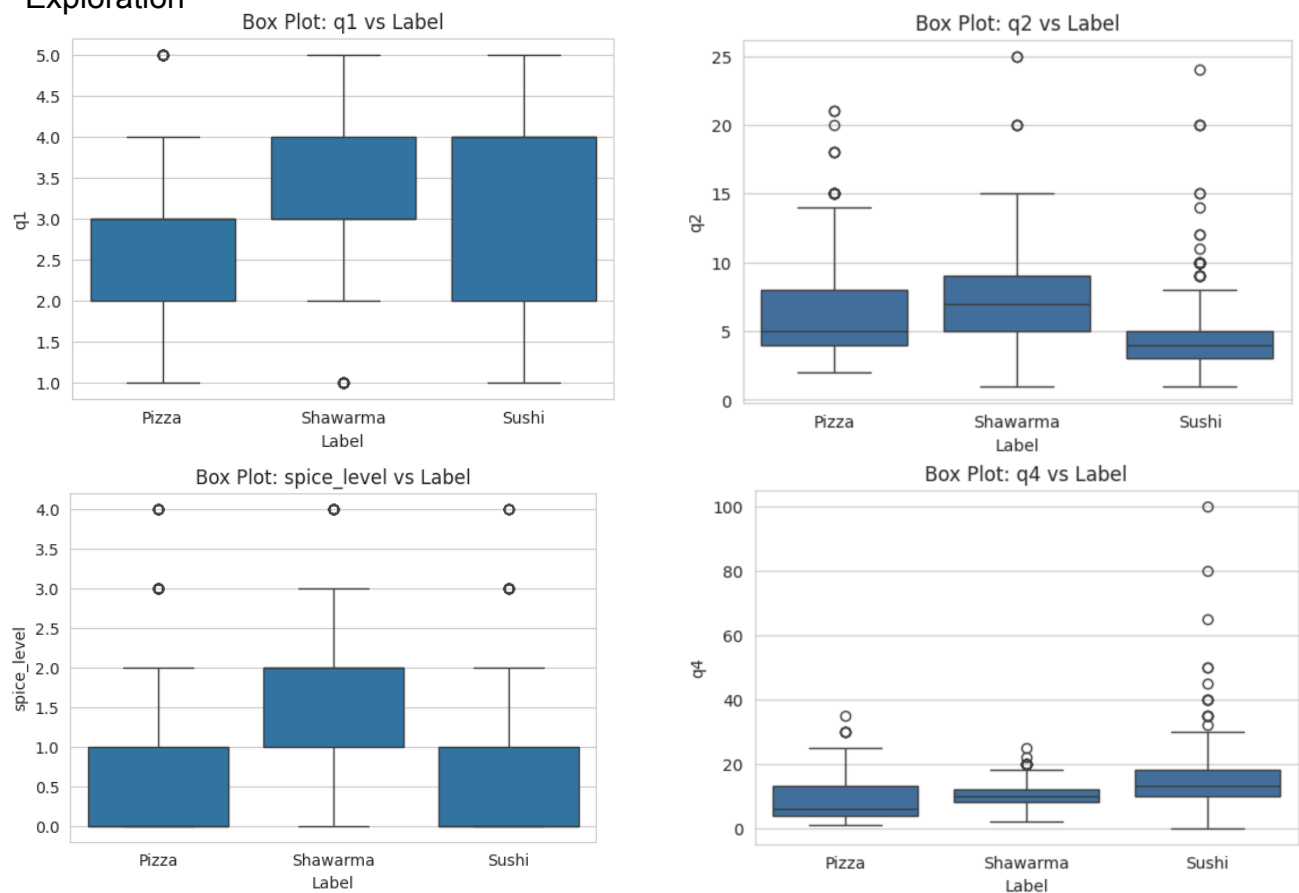 Exploration
Box Plot: q1 vs Label
5.0
4.5
4.0
3.5
3.0
2.5
2.0
1.5
1.0
q1
Pizza Shawarma Sushi
Label
Box Plot: q2 vs Label
25
20
15
10
5
0
q2
Pizza Shawarma Sushi
Label
Box Plot: spice_level vs Label
4.0
3.5
3.0
2.5
2.0
1.5
1.0
0.5
0.0
spice_level
Pizza Shawarma Sushi
Label
Box Plot: q4 vs Label
100
80
60
40
20
0
q4
Pizza Shawarma Sushi
Label